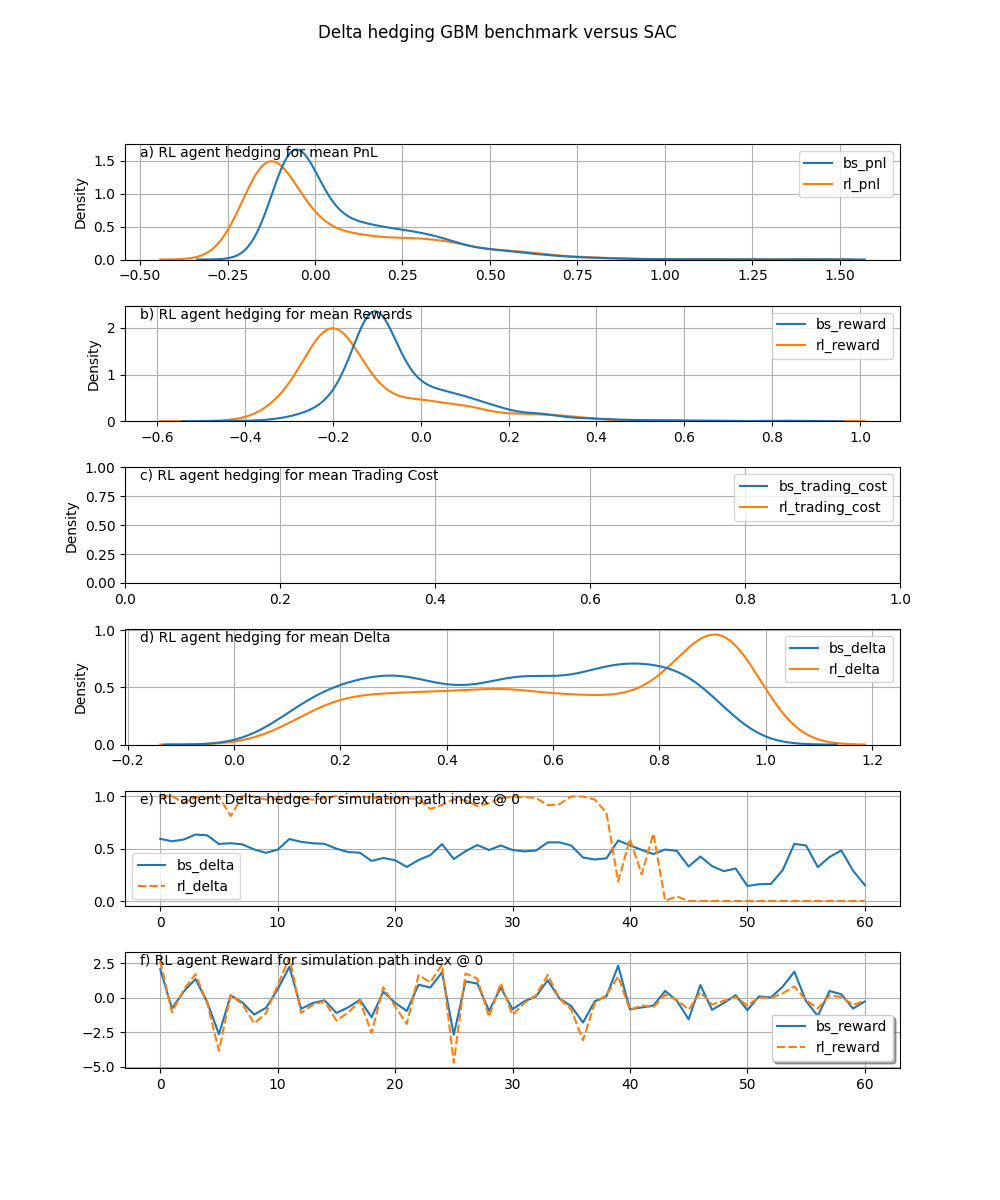 Delta hedging GBM benchmark versus SAC
a) RL agent hedging for mean PnL
bs_pnl
rl_pnl
Density
1.5
1.0
0.5
0.0
−0.50 −0.25 0.00 0.25 0.50 0.75 1.00 1.25 1.50
b) RL agent hedging for mean Rewards
bs_reward
rl_reward
Density
2
1
0
−0.6 −0.4 −0.2 0.0 0.2 0.4 0.6 0.8 1.0
c) RL agent hedging for mean Trading Cost
bs_trading_cost
rl_trading_cost
Density
1.00
0.75
0.50
0.25
0.00
0.0 0.2 0.4 0.6 0.8 1.0
d) RL agent hedging for mean Delta
bs_delta
rl_delta
Density
1.0
0.5
0.0
−0.2 0.0 0.2 0.4 0.6 0.8 1.0 1.2
e) RL agent Delta hedge for simulation path index @ 0
bs_delta
rl_delta
1.0
0.5
0.0
0 10 20 30 40 50 60
f) RL agent Reward for simulation path index @ 0
bs_reward
rl_reward
2.5
0.0
−2.5
−5.0
0 10 20 30 40 50 60